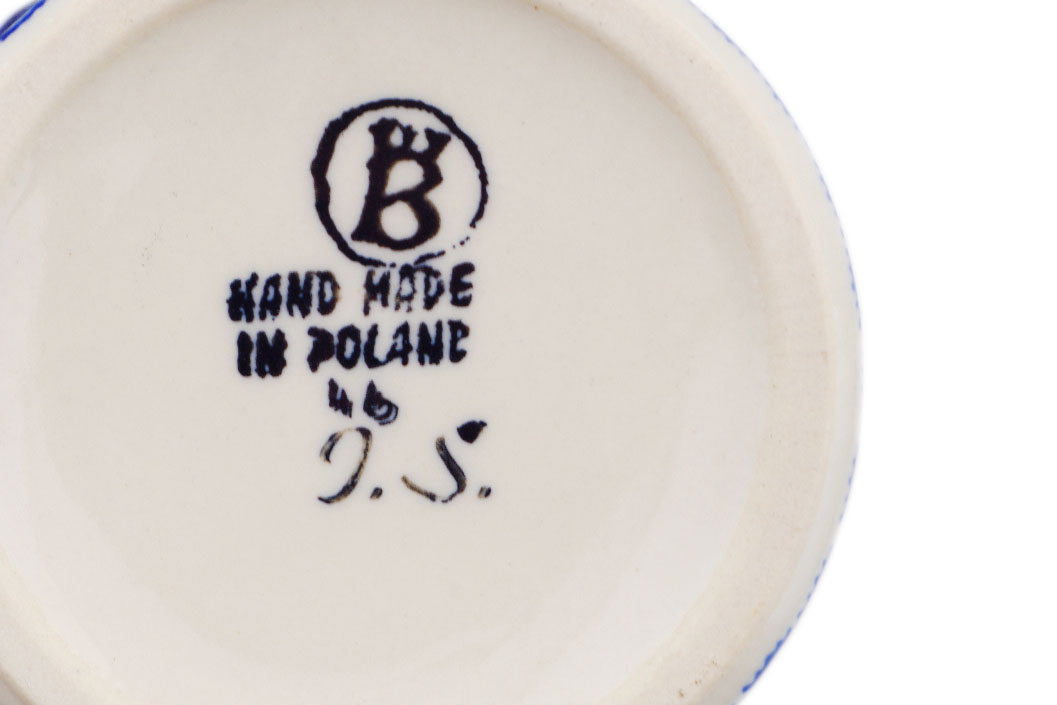 B
HAND MADE
IN POLAND
46
J. S.